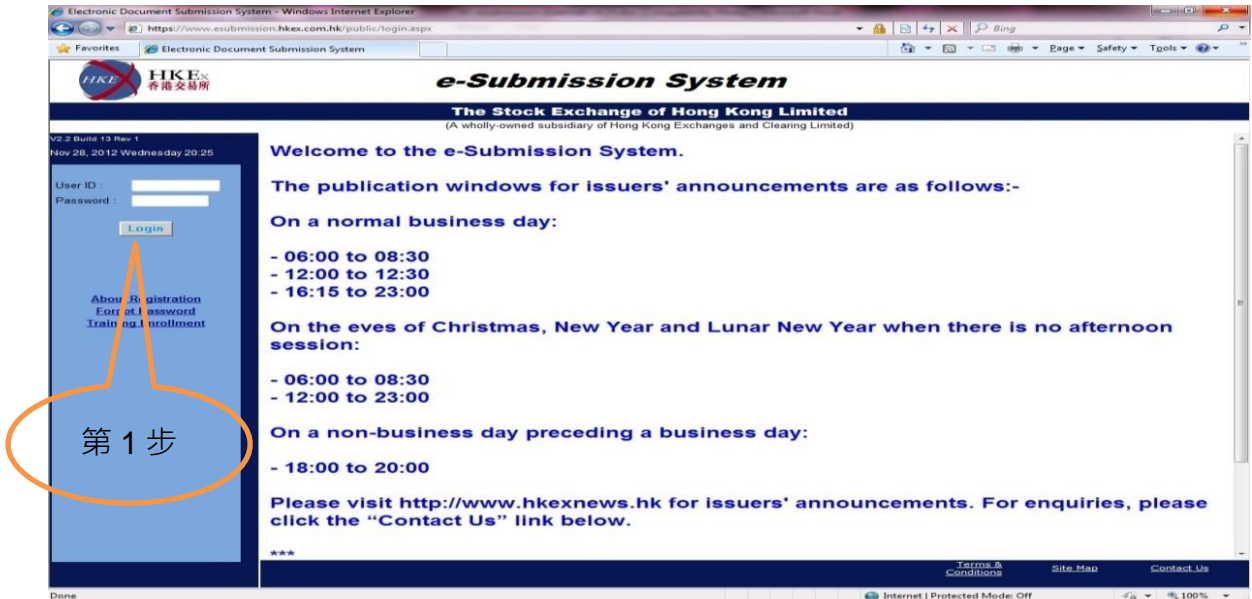 Electronic Document Submission System - Windows Internet Explorer
https://www.esubmission.hkex.com.hk/public/login.aspx
Bing
Favorites
Electronic Document Submission System
Page
Safety
Tools
HKEx
HKEx
香港交易所
e-Submission System
The Stock Exchange of Hong Kong Limited
(A wholly-owned subsidiary of Hong Kong Exchanges and Clearing Limited)
V2.2 Build 13 Rev 1
Nov 28, 2012 Wednesday 20:25
User ID :
Password :
Login
About Registration
Forgot Password
Training Enrollment
第 1 步
Welcome to the e-Submission System.
The publication windows for issuers' announcements are as follows:-
On a normal business day:
- 06:00 to 08:30
- 12:00 to 12:30
- 16:15 to 23:00
On the eves of Christmas, New Year and Lunar New Year when there is no afternoon
session:
- 06:00 to 08:30
- 12:00 to 23:00
On a non-business day preceding a business day:
- 18:00 to 20:00
Please visit http://www.hkexnews.hk for issuers' announcements. For enquiries, please
click the “Contact Us” link below.
***
Terms &
Conditions
Site Map
Contact Us
Done
Internet | Protected Mode: Off
100%